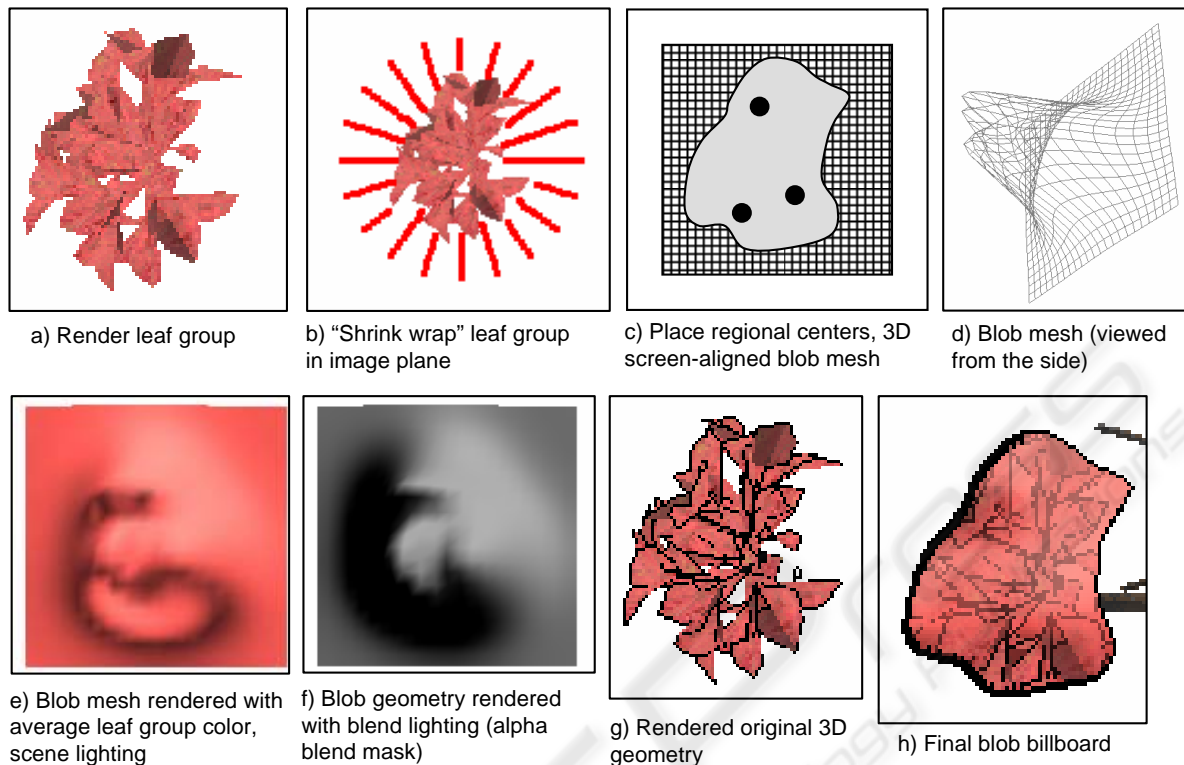 a) Render leaf group
b) “Shrink wrap” leaf group
in image plane
c) Place regional centers, 3D
screen-aligned blob mesh
d) Blob mesh (viewed
from the side)
e) Blob mesh rendered with
average leaf group color,
scene lighting
f) Blob geometry rendered
with blend lighting (alpha
blend mask)
g) Rendered original 3D
geometry
h) Final blob billboard